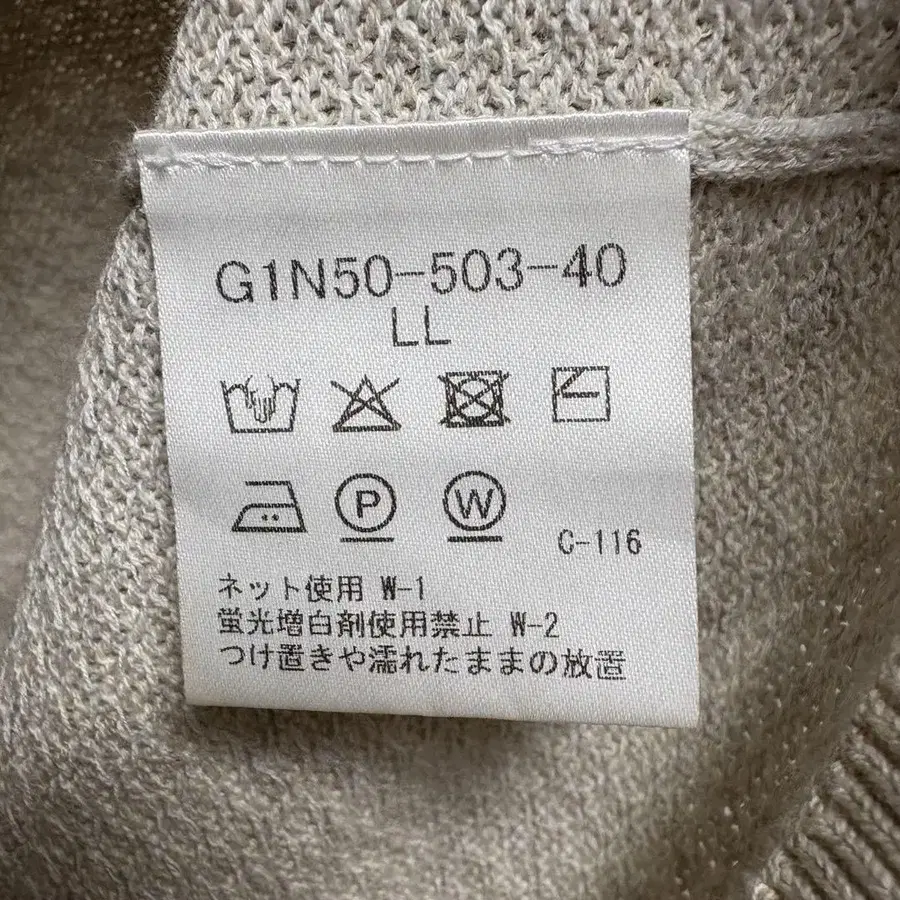 G1N50-503-40
LL
P W C-116
ネット使用 W-1
蛍光増白剤使用禁止 W-2
つけ置きや濡れたままの放置